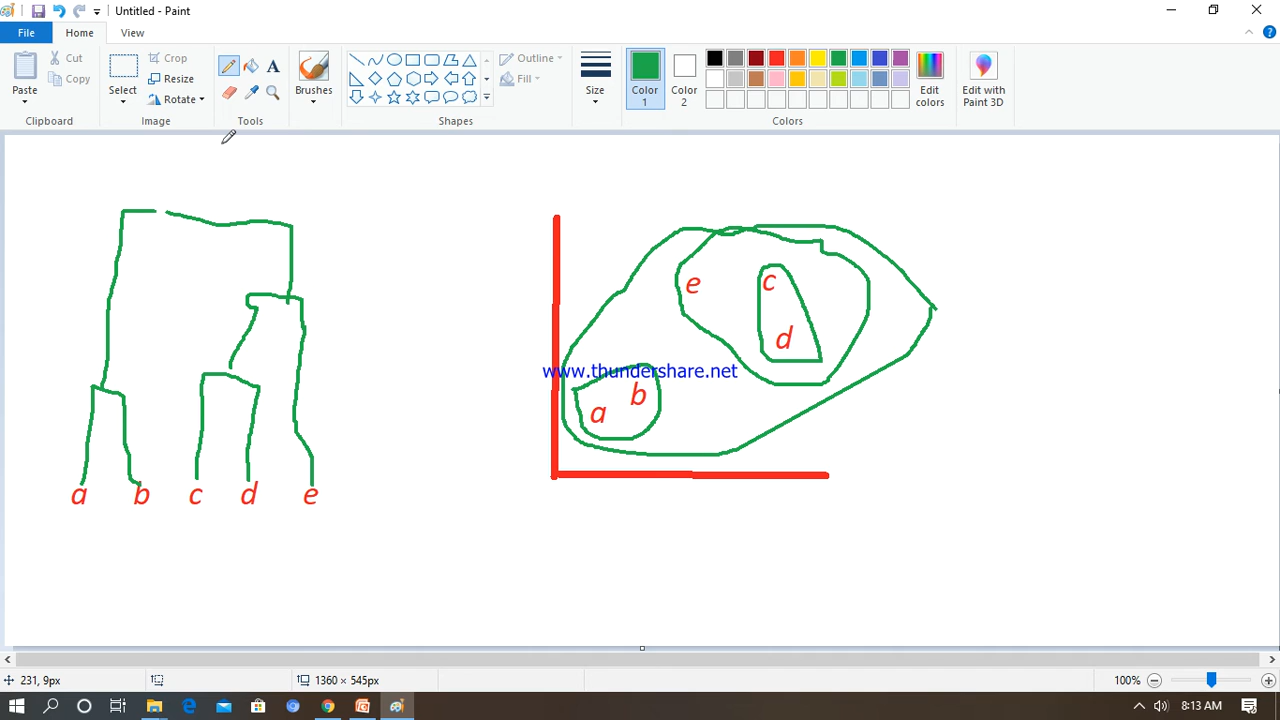 Untitled - Paint
File Home View
Paste
Cut
Copy
Clipboard
Select
Crop
Resize
Rotate
Image
A
Tools
Brushes
Outline
Fill
Shapes
Size
Color 1
Color 2
Edit colors
Colors
Edit with Paint 3D
e c
d
www.thundershare.net
a b
a b c d e
231, 9px
1360 × 545px
100%
8:13 AM